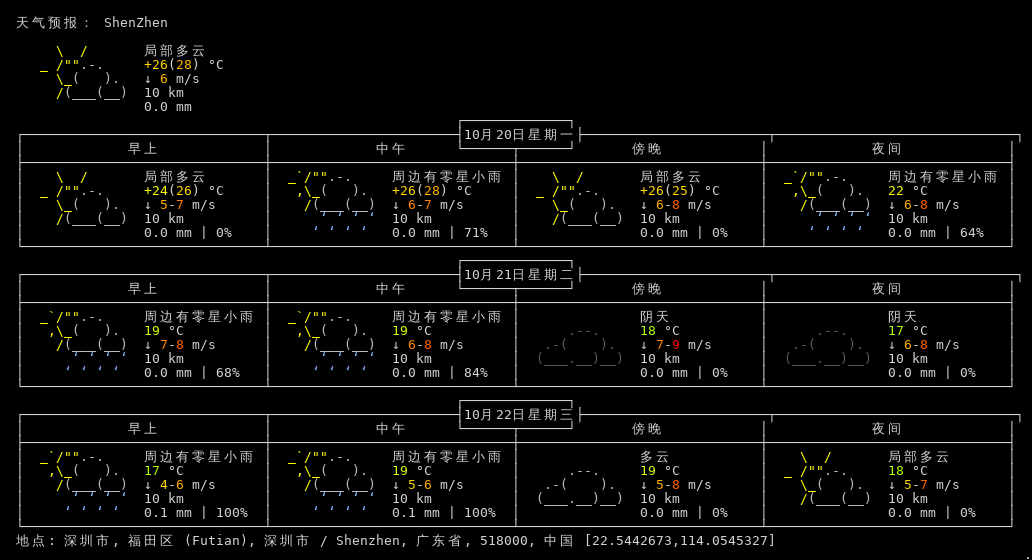 天气预报： ShenZhen
局部多云
+26(28) °C
↓ 6 m/s
10 km
0.0 mm
10月20日星期一
早上 中午 傍晚 夜间
局部多云 周边有零星小雨 局部多云 周边有零星小雨
+24(26) °C +26(28) °C +26(25) °C 22 °C
↓ 5-7 m/s ↓ 6-7 m/s ↓ 6-8 m/s ↓ 6-8 m/s
10 km 10 km 10 km 10 km
0.0 mm | 0% 0.0 mm | 71% 0.0 mm | 0% 0.0 mm | 64%
10月21日星期二
早上 中午 傍晚 夜间
周边有零星小雨 周边有零星小雨 阴天 阴天
19 °C 19 °C 18 °C 17 °C
↓ 7-8 m/s ↓ 6-8 m/s ↓ 7-9 m/s ↓ 6-8 m/s
10 km 10 km 10 km 10 km
0.0 mm | 68% 0.0 mm | 84% 0.0 mm | 0% 0.0 mm | 0%
10月22日星期三
早上 中午 傍晚 夜间
周边有零星小雨 周边有零星小雨 多云 局部多云
17 °C 19 °C 19 °C 18 °C
↓ 4-6 m/s ↓ 5-6 m/s ↓ 5-8 m/s ↓ 5-7 m/s
10 km 10 km 10 km 10 km
0.1 mm | 100% 0.1 mm | 100% 0.0 mm | 0% 0.0 mm | 0%
地点: 深圳市, 福田区 (Futian), 深圳市 / Shenzhen, 广东省, 518000, 中国 [22.5442673,114.0545327]